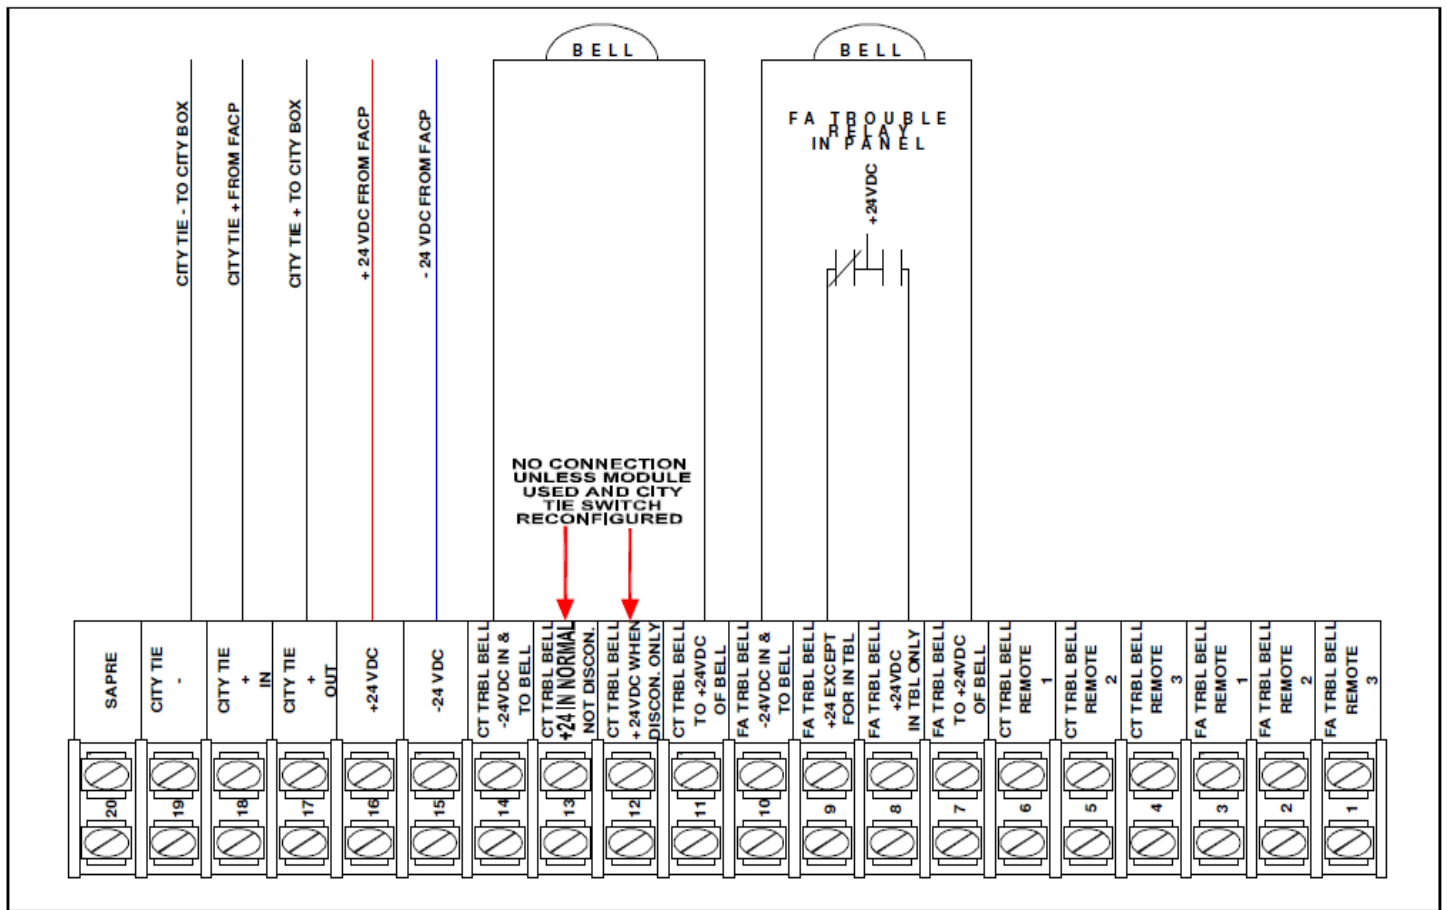 BELL
BELL
FA TROUBLE
RELAY
IN PANEL
+24VDC
CITY TIE - TO CITY BOX
CITY TIE + FROM FACP
CITY TIE + TO CITY BOX
+ 24 VDC FROM FACP
- 24 VDC FROM FACP
NO CONNECTION
UNLESS MODULE
USED AND CITY
TIE SWITCH
RECONFIGURED
SAPRE
CITY TIE
-
CITY TIE
+
IN
CITY TIE
+
OUT
+24 VDC
-24 VDC
CT TRBL BELL
-24VDC IN &
TO BELL
CT TRBL BELL
+24 IN NORMAL
NOT DISCON.
CT TRBL BELL
+ 24VDC WHEN
DISCON. ONLY
CT TRBL BELL
TO +24VDC
OF BELL
FA TRBL BELL
-24VDC IN &
TO BELL
FA TRBL BELL
+24 EXCEPT
FOR IN TBL
FA TRBL BELL
+24VDC
IN TBL ONLY
FA TRBL BELL
TO +24VDC
OF BELL
CT TRBL BELL
REMOTE
1
CT TRBL BELL
REMOTE
2
CT TRBL BELL
REMOTE
3
FA TRBL BELL
REMOTE
1
FA TRBL BELL
REMOTE
2
FA TRBL BELL
REMOTE
3
20
19
18
17
16
15
14
13
12
11
10
9
8
7
6
5
4
3
2
1